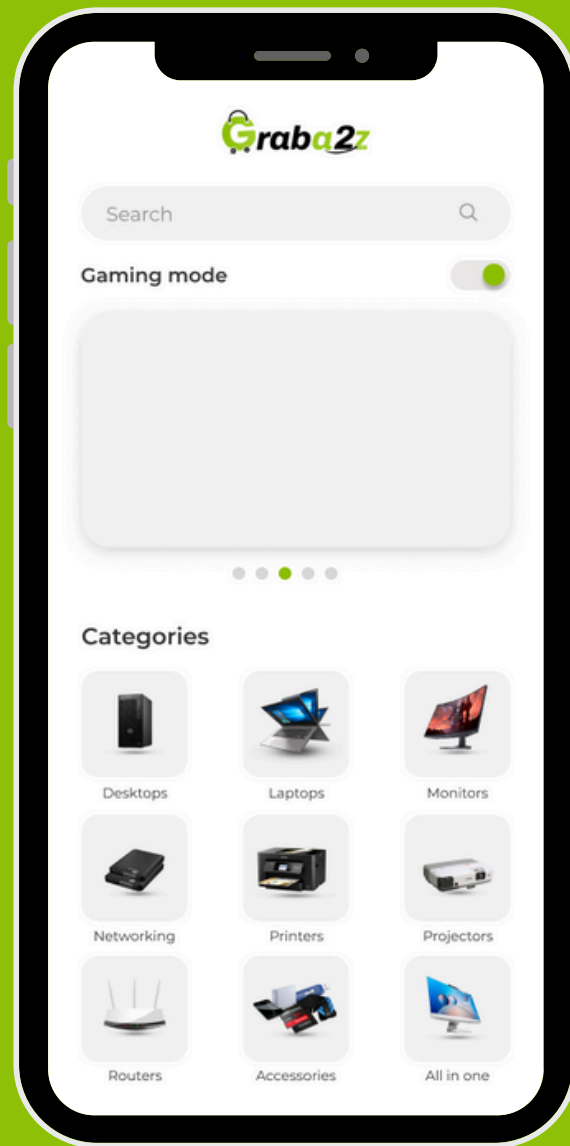 Graba2z
Search
Gaming mode
Categories
Desktops
Laptops
Monitors
Networking
Printers
Projectors
Routers
Accessories
All in one